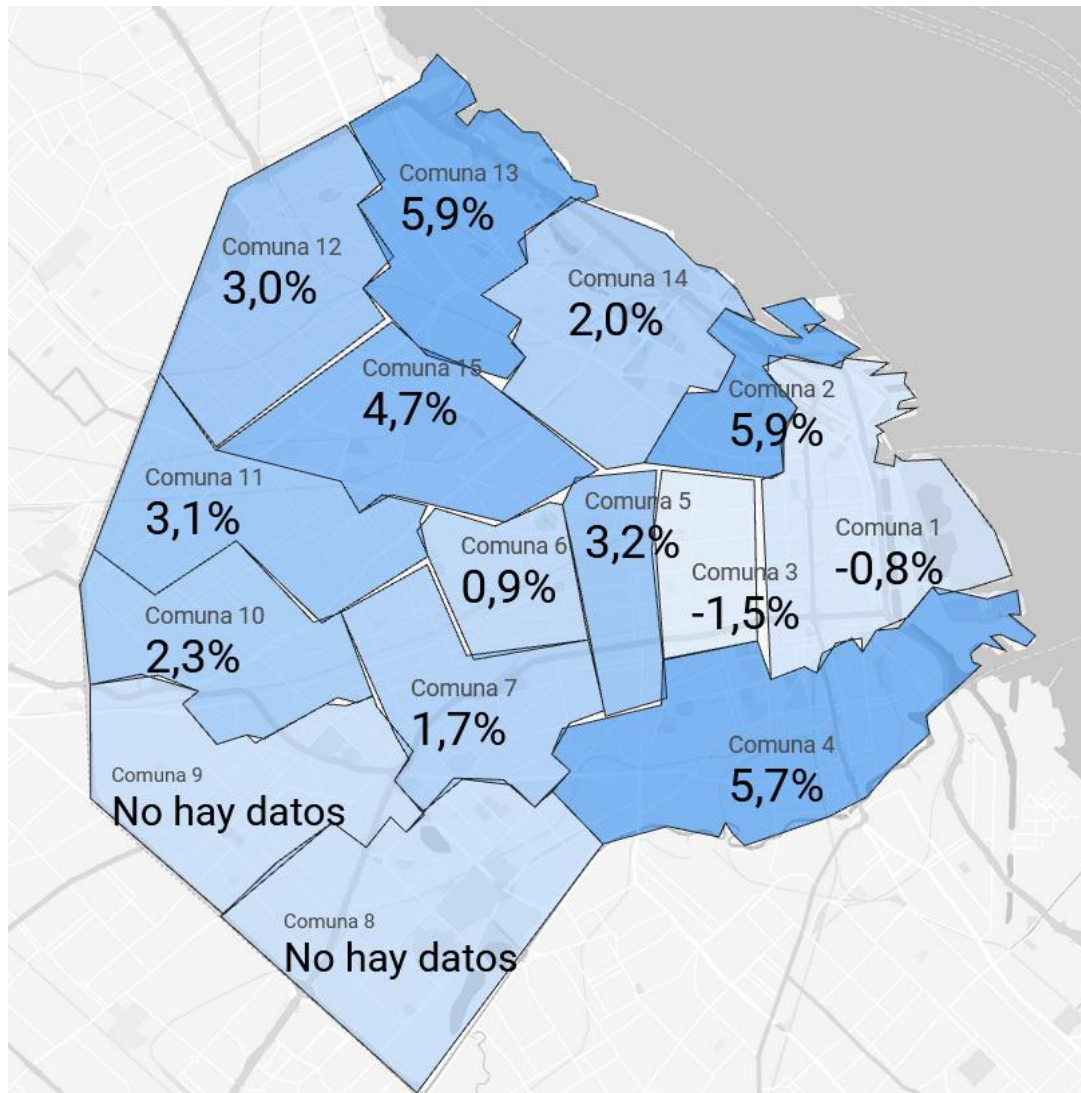 Comuna 13
5,9%
Comuna 12
3,0%
Comuna 14
2,0%
Comuna 15
4,7%
Comuna 2
5,9%
Comuna 11
3,1%
Comuna 5
3,2%
Comuna 1
-0,8%
Comuna 6
0,9%
Comuna 3
-1,5%
Comuna 10
2,3%
Comuna 7
1,7%
Comuna 4
5,7%
Comuna 9
No hay datos
Comuna 8
No hay datos